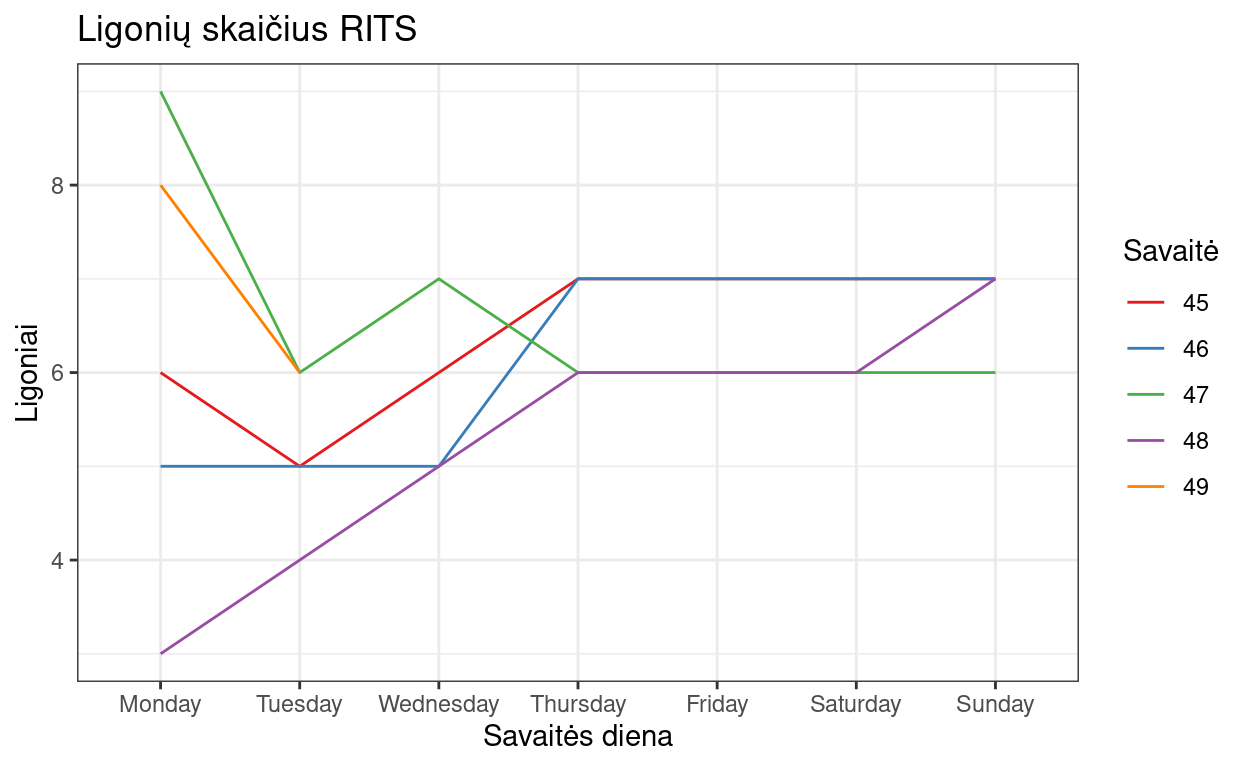 Ligonių skaičius RITS
8
6
4
Ligoniai
Monday Tuesday Wednesday Thursday Friday Saturday Sunday
Savaitės diena
Savaitė
45
46
47
48
49